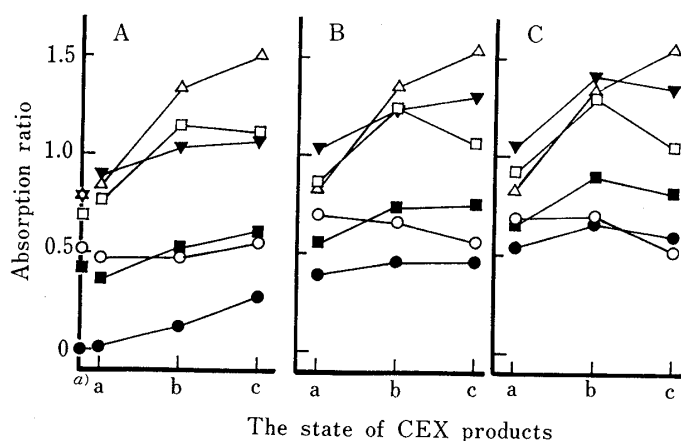 A
B
C
1.5
1.0
0.5
0
Absorption ratio
a)
a
b
c
a
b
c
a
b
c
The state of CEX products